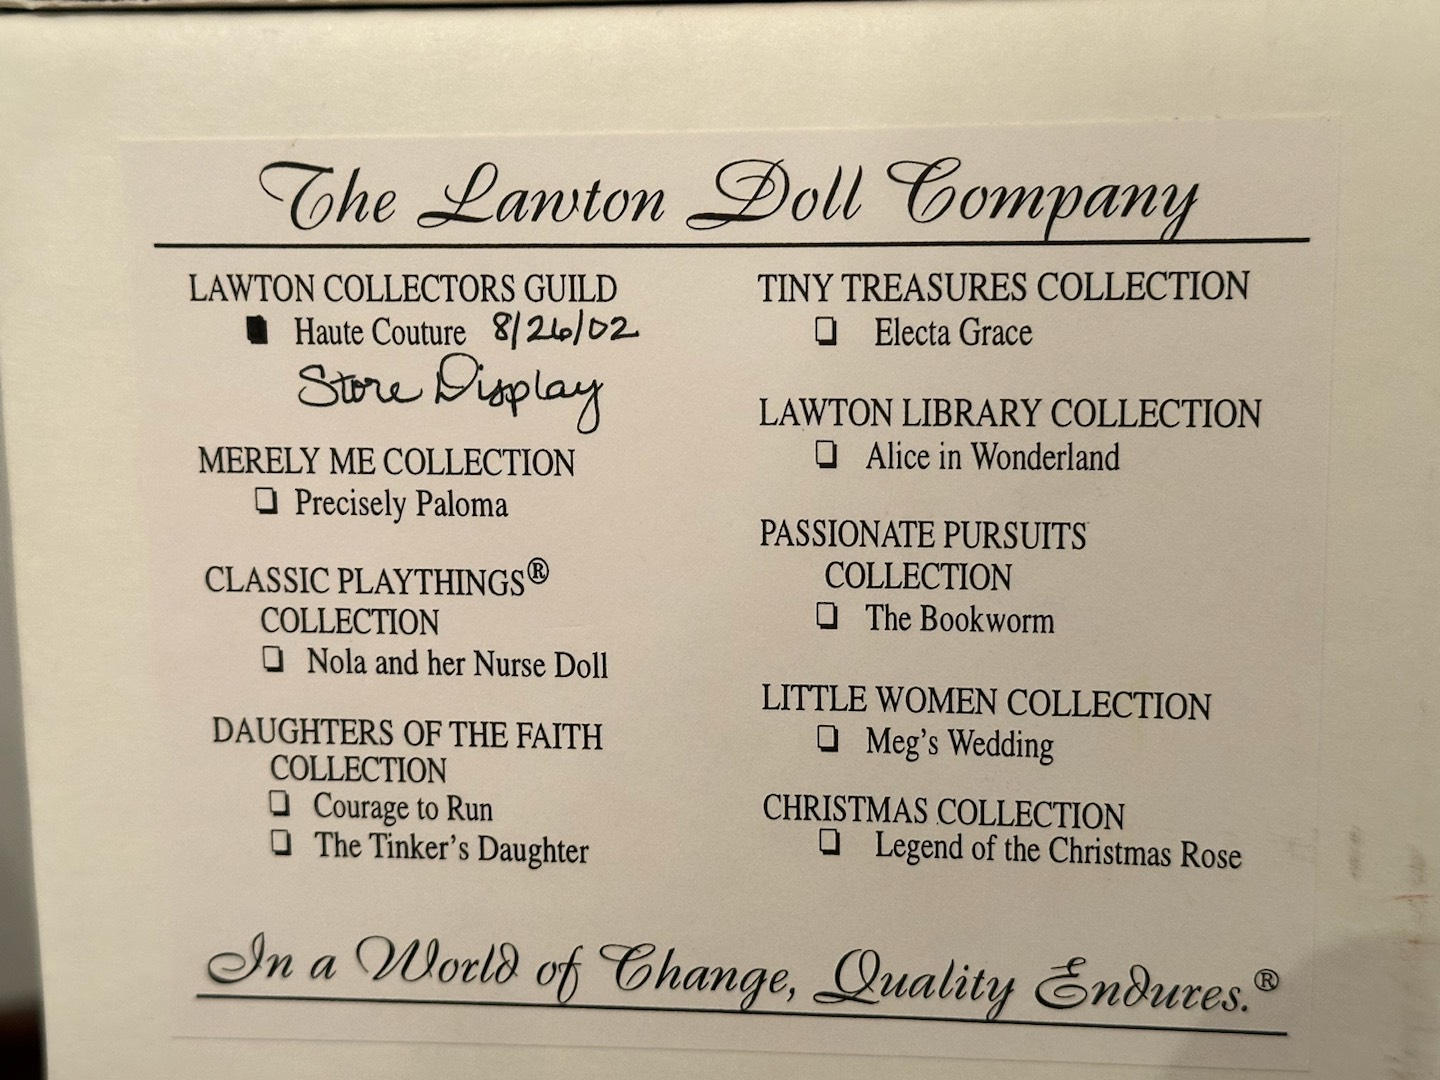 The Lawton Doll Company
LAWTON COLLECTORS GUILD
Haute Couture 8/26/02
Store Display
MERELY ME COLLECTION
Precisely Paloma
CLASSIC PLAYTHINGS®
COLLECTION
Nola and her Nurse Doll
DAUGHTERS OF THE FAITH
COLLECTION
Courage to Run
The Tinker's Daughter
TINY TREASURES COLLECTION
Electa Grace
LAWTON LIBRARY COLLECTION
Alice in Wonderland
PASSIONATE PURSUITS
COLLECTION
The Bookworm
LITTLE WOMEN COLLECTION
Meg's Wedding
CHRISTMAS COLLECTION
Legend of the Christmas Rose
In a World of Change, Quality Endures.®